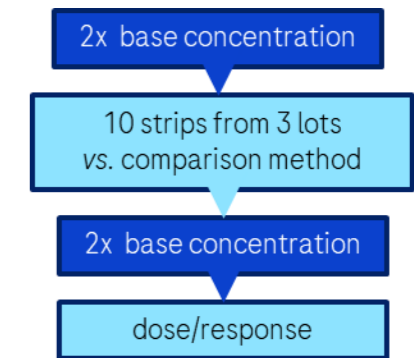 2x base concentration
10 strips from 3 lots
vs. comparison method
2x base concentration
dose/response